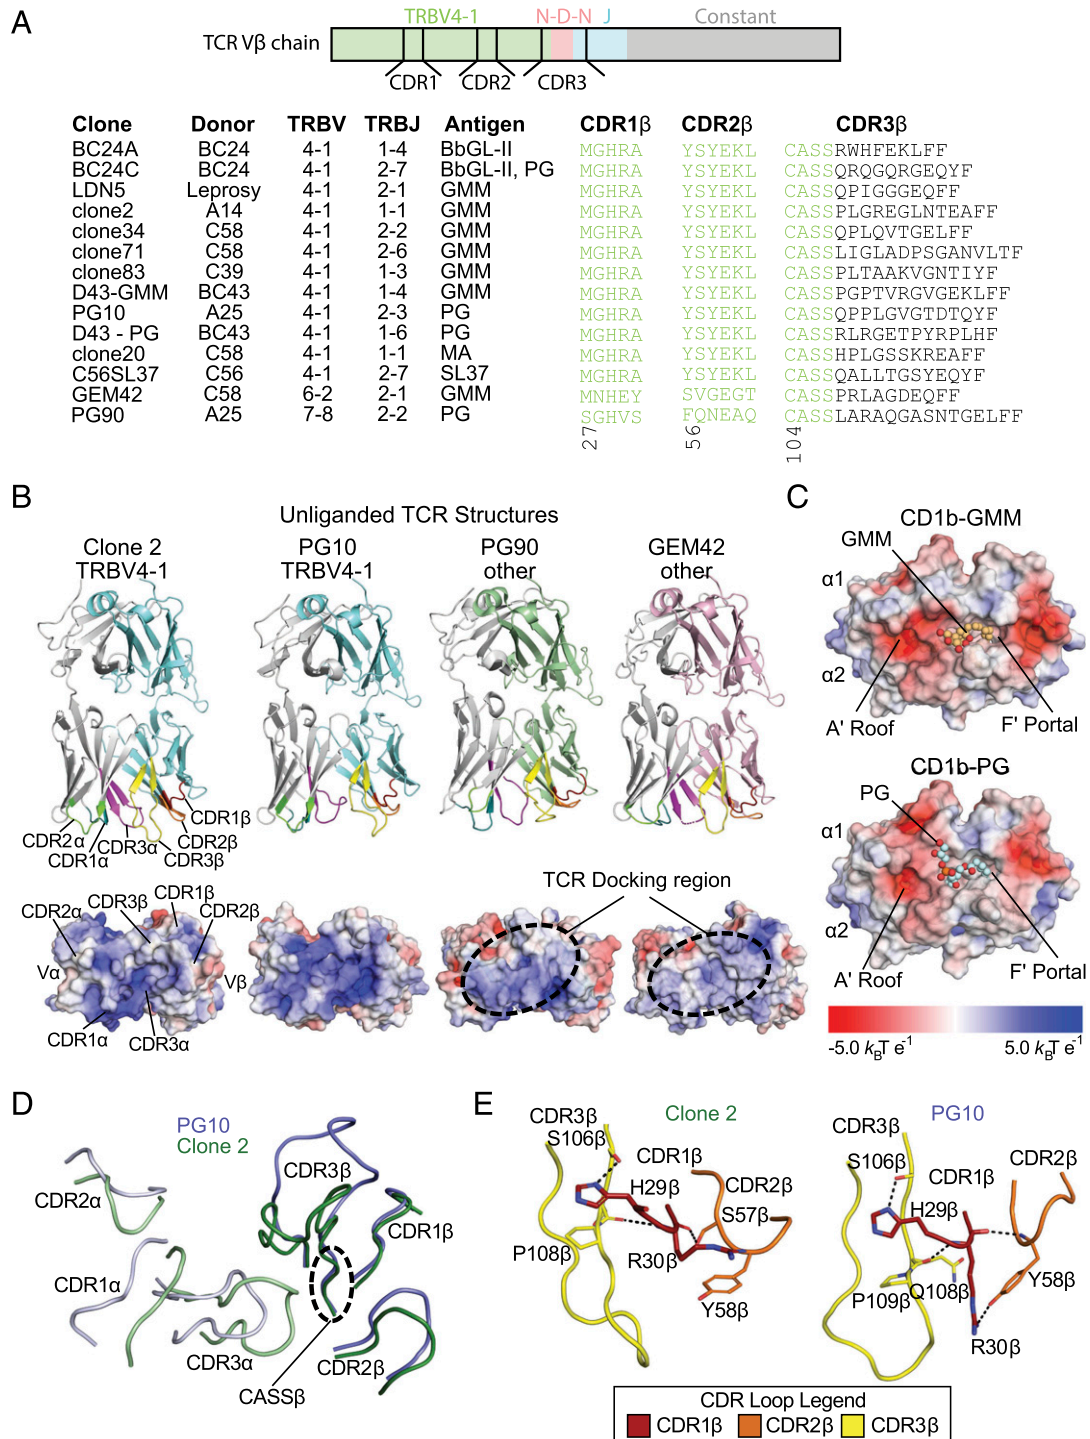 A
TRBV4-1 N-D-N J Constant
TCR Vβ chain
CDR1 CDR2 CDR3
Clone Donor TRBV TRBJ Antigen CDR1β CDR2β CDR3β
BC24A BC24 4-1 1-4 BbGL-II MGHRA YSYEKL CASSRWHFEKLFF
BC24C BC24 4-1 2-7 BbGL-II, PG MGHRA YSYEKL CASSQRQGQRGEQYF
LDN5 Leprosy 4-1 2-1 GMM MGHRA YSYEKL CASSQPIGGGEQFF
clone2 A14 4-1 1-1 GMM MGHRA YSYEKL CASSPLGREGLNTEAFF
clone34 C58 4-1 2-2 GMM MGHRA YSYEKL CASSQPLQVTGELFF
clone71 C58 4-1 2-6 GMM MGHRA YSYEKL CASSLIGLADPSGANVLTF
clone83 C39 4-1 1-3 GMM MGHRA YSYEKL CASSPLTAAKVGNTIYF
D43-GMM BC43 4-1 1-4 GMM MGHRA YSYEKL CASSPGPTVRGVGEKLFF
PG10 A25 4-1 2-3 PG MGHRA YSYEKL CASSQPPLGVGTDTQYF
D43 - PG BC43 4-1 1-6 PG MGHRA YSYEKL CASSRLRGETPYRPLHF
clone20 C58 4-1 1-1 MA MGHRA YSYEKL CASSHPLGSSKREAFF
C56SL37 C56 4-1 2-7 SL37 MGHRA YSYEKL CASSQALLTGSYEQYF
GEM42 C58 6-2 2-1 GMM MNHEY SVGEGT CASSPRLAGDEQFF
PG90 A25 7-8 2-2 PG SGHVS FQNEAQ CASSLARAQGASNTGELFF
27 56 104
B
Unliganded TCR Structures
Clone 2 PG10 PG90 GEM42
TRBV4-1 TRBV4-1 other other
CDR1β
CDR2β
CDR2α
CDR1α
CDR3α
CDR3β
TCR Docking region
CDR1β
CDR3β
CDR2α
CDR2β
Vα
Vβ
CDR1α
CDR3α
C
CD1b-GMM
GMM
α1
α2
A' Roof F' Portal
CD1b-PG
PG
α1
α2
A' Roof F' Portal
-5.0 kBT e-1 5.0 kBT e-1
D
PG10
Clone 2
CDR3β
CDR2α
CDR1β
CDR1α
CDR3α
CDR2β
CASSβ
E
Clone 2
CDR3β
S106β
CDR1β
H29β
CDR2β
S57β
P108β
R30β
Y58β
PG10
CDR3β
S106β
CDR1β
CDR2β
H29β
P109β
Q108β
Y58β
R30β
CDR Loop Legend
CDR1β CDR2β CDR3β